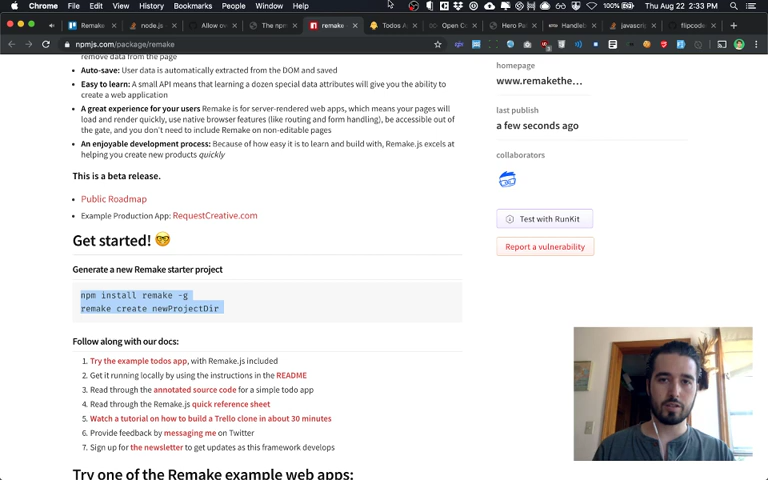 Chrome File Edit View History Bookmarks People Window Help 100% Thu Aug 22 2:33 PM
Remake node.js Allow ov The npm remake Todos A Open Co Hero Pa Handleb javascri flipcode
npmjs.com/package/remake
remove data from the page
Auto-save: User data is automatically extracted from the DOM and saved
Easy to learn: A small API means that learning a dozen special data attributes will give you the ability to
create a web application
A great experience for your users Remake is for server-rendered web apps, which means your pages will
load and render quickly, use native browser features (like routing and form handling), be accessible out of
the gate, and you don't need to include Remake on non-editable pages
An enjoyable development process: Because of how easy it is to learn and build with, Remake.js excels at
helping you create new products quickly
This is a beta release.
Public Roadmap
Example Production App: RequestCreative.com
Get started! 🤓
Generate a new Remake starter project
npm install remake -g
remake create newProjectDir
Follow along with our docs:
1. Try the example todos app, with Remake.js included
2. Get it running locally by using the instructions in the README
3. Read through the annotated source code for a simple todo app
4. Read through the Remake.js quick reference sheet
5. Watch a tutorial on how to build a Trello clone in about 30 minutes
6. Provide feedback by messaging me on Twitter
7. Sign up for the newsletter to get updates as this framework develops
Try one of the Remake example web apps:
homepage
www.remakethe...
last publish
a few seconds ago
collaborators
Test with RunKit
Report a vulnerability